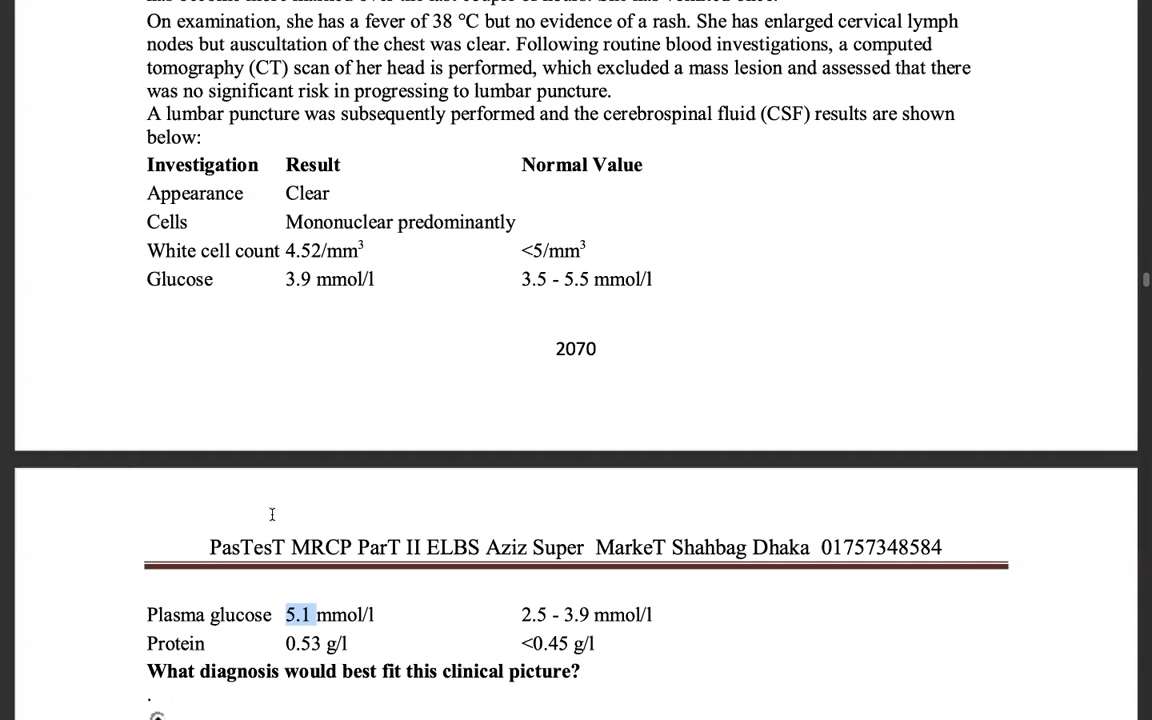 On examination, she has a fever of 38 °C but no evidence of a rash. She has enlarged cervical lymph
nodes but auscultation of the chest was clear. Following routine blood investigations, a computed
tomography (CT) scan of her head is performed, which excluded a mass lesion and assessed that there
was no significant risk in progressing to lumbar puncture.
A lumbar puncture was subsequently performed and the cerebrospinal fluid (CSF) results are shown
below:
Investigation Result Normal Value
Appearance Clear
Cells Mononuclear predominantly
White cell count 4.52/mm³ <5/mm³
Glucose 3.9 mmol/l 3.5 - 5.5 mmol/l
2070
PasTesT MRCP ParT II ELBS Aziz Super MarkeT Shahbag Dhaka 01757348584
Plasma glucose 5.1 mmol/l 2.5 - 3.9 mmol/l
Protein 0.53 g/l <0.45 g/l
What diagnosis would best fit this clinical picture?
.